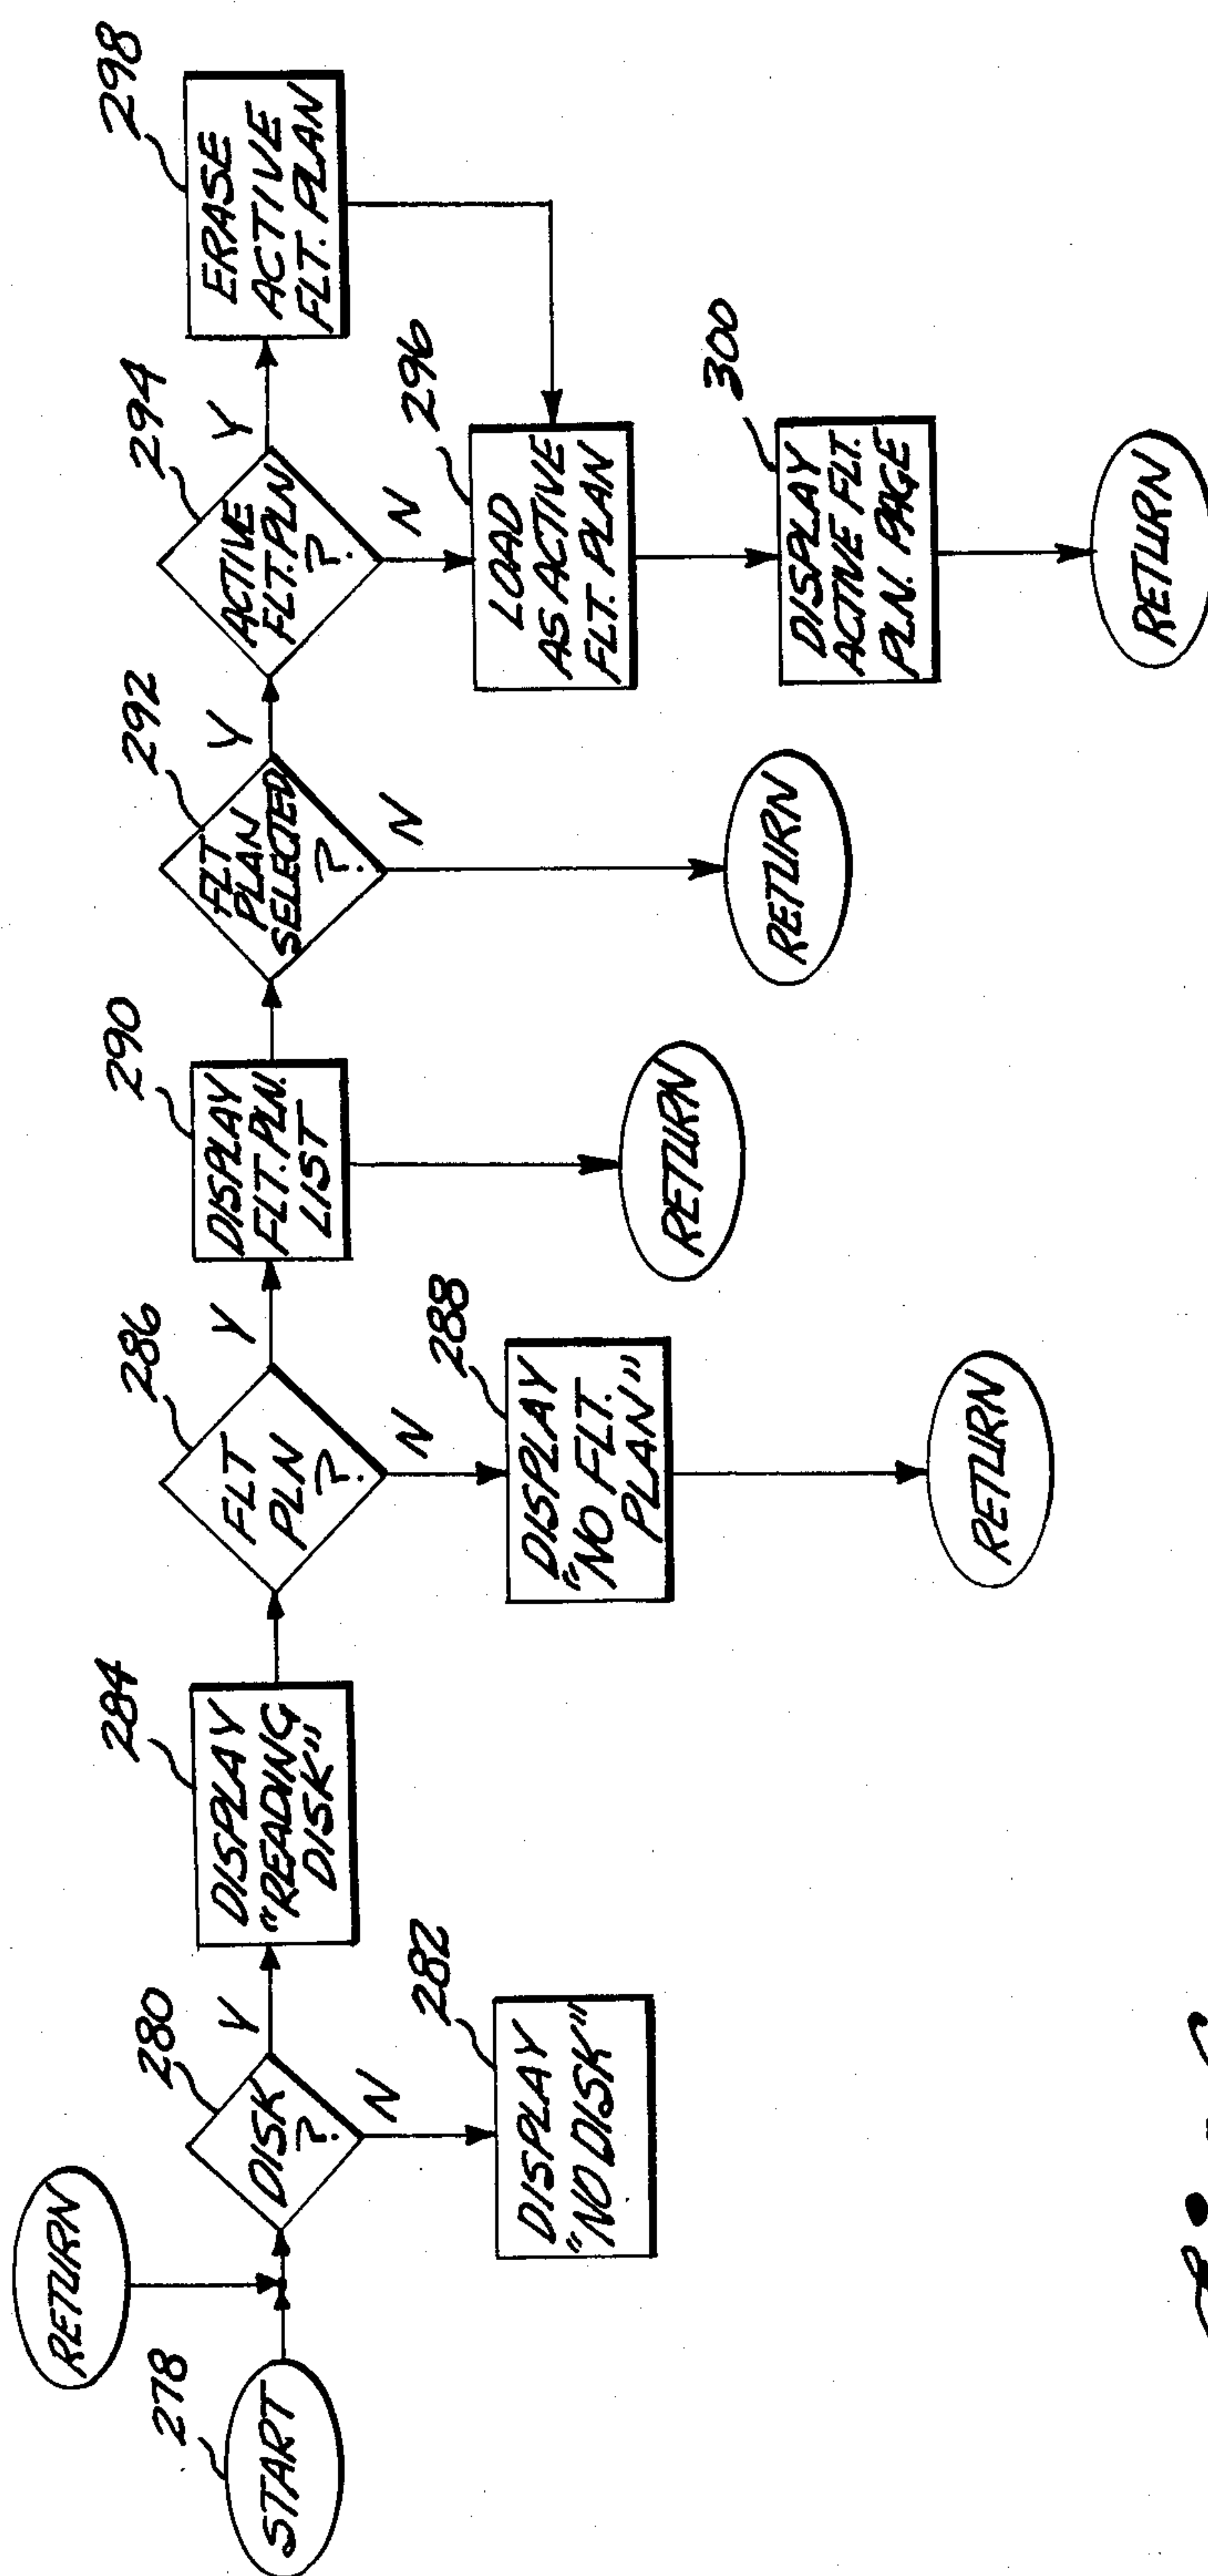 RETURN
278
START
280
DISK
?
Y
N
282
DISPLAY
"NO DISK"
284
DISPLAY
"READING
DISK"
286
FLT
PLN
?
Y
N
288
DISPLAY
"NO FLT.
PLAN"
RETURN
290
DISPLAY
FLT. PLN.
LIST
RETURN
292
FLT
PLAN
SELECTED
?
Y
N
RETURN
294
ACTIVE
FLT. PLN
?
Y
N
296
LOAD
AS ACTIVE
FLT. PLAN
298
ERASE
ACTIVE
FLT. PLAN
300
DISPLAY
ACTIVE FLT.
PLN. PAGE
RETURN